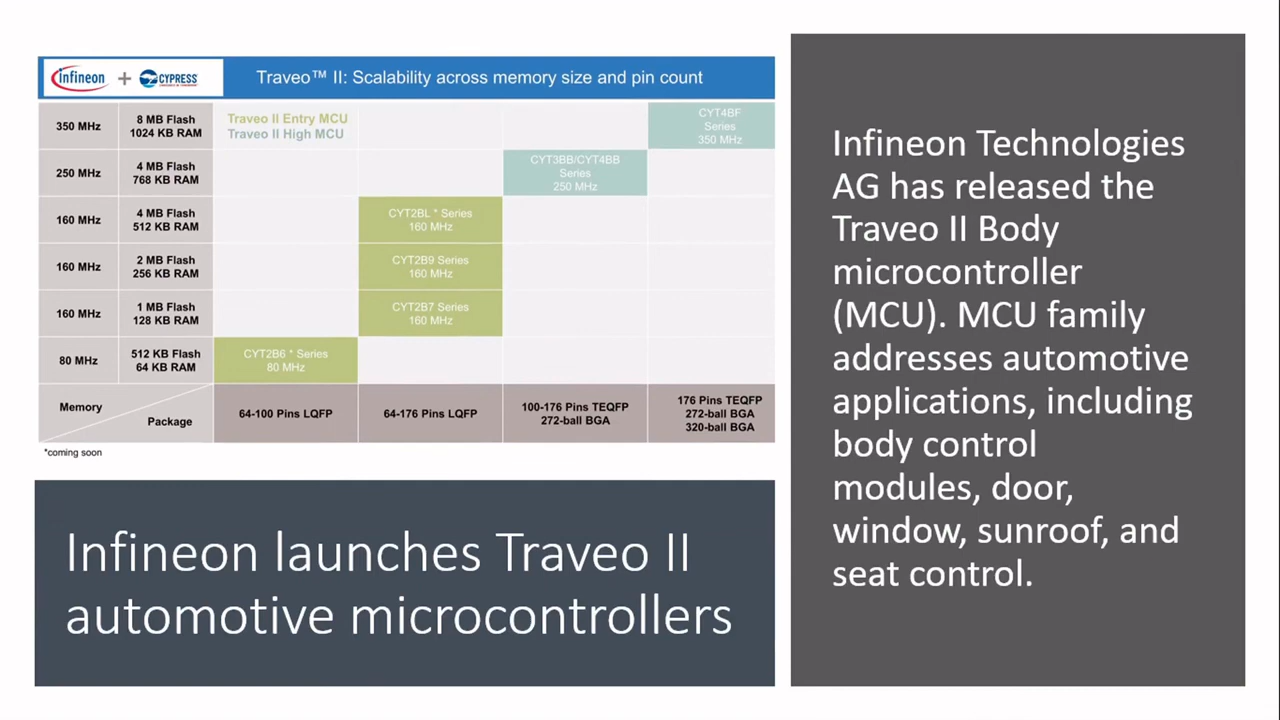 infineon + CYPRESS
Traveo™ II: Scalability across memory size and pin count
350 MHz
8 MB Flash
1024 KB RAM
Traveo II Entry MCU
Traveo II High MCU
CYT4BF
Series
350 MHz
250 MHz
4 MB Flash
768 KB RAM
CYT3BB/CYT4BB
Series
250 MHz
160 MHz
4 MB Flash
512 KB RAM
CYT2BL * Series
160 MHz
160 MHz
2 MB Flash
256 KB RAM
CYT2B9 Series
160 MHz
160 MHz
1 MB Flash
128 KB RAM
CYT2B7 Series
160 MHz
80 MHz
512 KB Flash
64 KB RAM
CYT2B6 * Series
80 MHz
Memory
Package
64-100 Pins LQFP
64-176 Pins LQFP
100-176 Pins TEQFP
272-ball BGA
176 Pins TEQFP
272-ball BGA
320-ball BGA
*coming soon
Infineon launches Traveo II
automotive microcontrollers
Infineon Technologies
AG has released the
Traveo II Body
microcontroller
(MCU). MCU family
addresses automotive
applications, including
body control
modules, door,
window, sunroof, and
seat control.